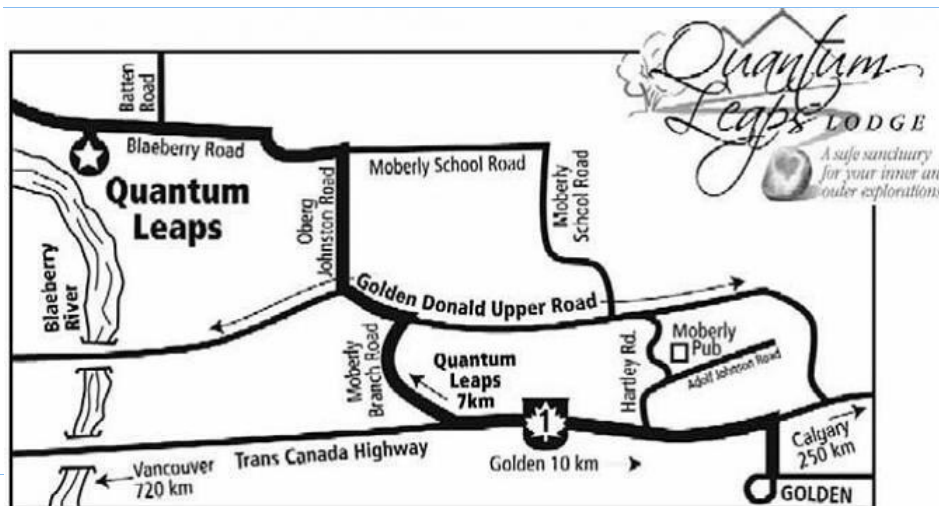 Quantum
Leaps LODGE
A safe sanctuary
for your inner an
outer explorations
Batten
Road
Blaeberry Road
Moberly School Road
Quantum
Leaps
Oberg
Johnston Road
Moberly
School Road
Blaeberry
River
Golden Donald Upper Road
Moberly
Branch Road
Quantum
Leaps
7km
Hartley Rd.
Moberly
Pub
Adolf Johnson Road
1
Trans Canada Highway
Golden 10 km
Calgary
250 km
Vancouver
720 km
GOLDEN